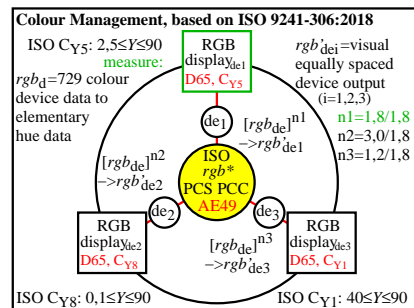 Colour Management, based on ISO 9241-306:2018
ISO C_Y5: 2,5≤Y≤90
measure:
rgb_d=729 colour
device data to
elementary
hue data
RGB
display_de1
D65, C_Y5
rgb'_dei=visual
equally spaced
device output
(i=1,2,3)
n1=1,8/1,8
n2=3,0/1,8
n3=1,2/1,8
de_1
[rgb_de]^n1
–>rgb'_de1
[rgb_de]^n2
–>rgb'_de2
ISO
rgb*
PCS PCC
AE49
de_2
de_3
RGB
display_de2
D65, C_Y8
[rgb_de]^n3
–>rgb'_de3
RGB
display_de3
D65, C_Y1
ISO C_Y8: 0,1≤Y≤90
ISO C_Y1: 40≤Y≤90